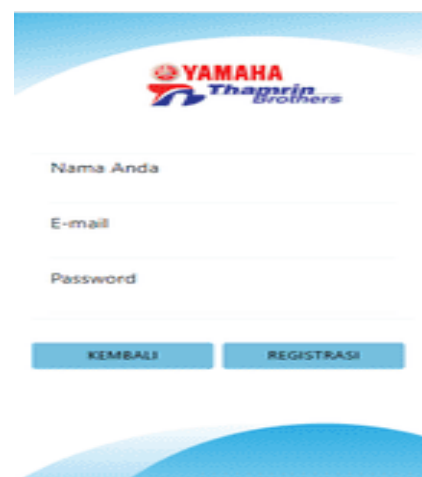 YAMAHA
Thamrin
Brothers
Nama Anda
E-mail
Password
KEMBALI
REGISTRASI